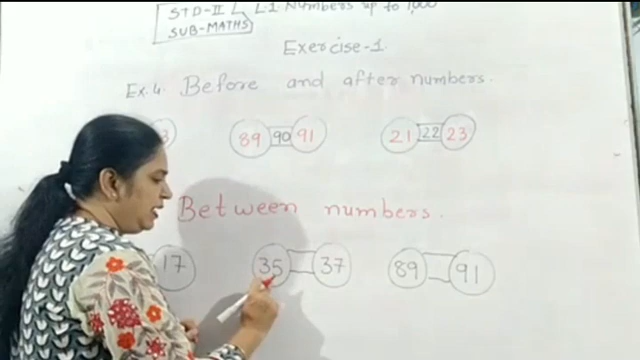 STD-II L-1 Numbers up to 1,000
SUB-MATHS
Exercise-1.
Ex.4. Before and after numbers.
3 89 90 91 21 22 23
Between numbers.
17 35 37 89 91